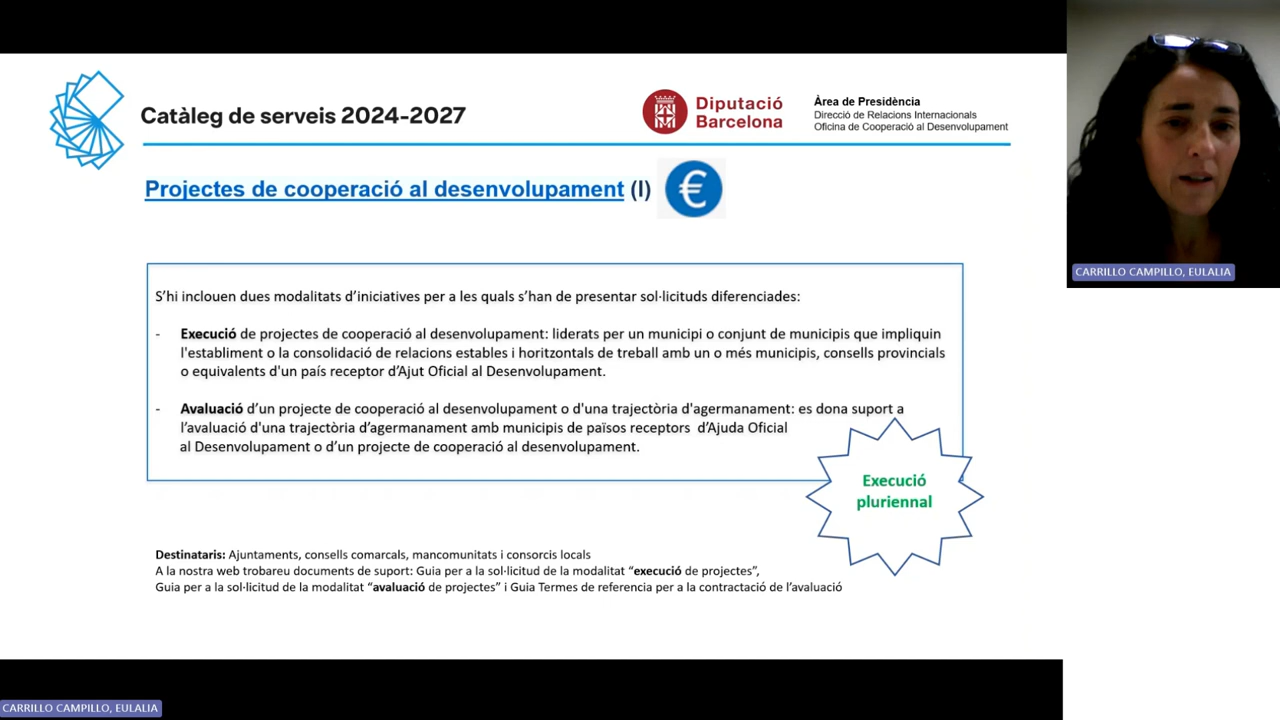 Catàleg de serveis 2024-2027
Diputació
Barcelona
Àrea de Presidència
Direcció de Relacions Internacionals
Oficina de Cooperació al Desenvolupament
Projectes de cooperació al desenvolupament (I)
€
S’hi inclouen dues modalitats d’iniciatives per a les quals s’han de presentar sol·licituds diferenciades:
- Execució de projectes de cooperació al desenvolupament: liderats per un municipi o conjunt de municipis que impliquin
l'establiment o la consolidació de relacions estables i horitzontals de treball amb un o més municipis, consells provincials
o equivalents d'un país receptor d’Ajut Oficial al Desenvolupament.
- Avaluació d’un projecte de cooperació al desenvolupament o d'una trajectòria d'agermanament: es dona suport a
l’avaluació d'una trajectòria d’agermanament amb municipis de països receptors d’Ajuda Oficial
al Desenvolupament o d’un projecte de cooperació al desenvolupament.
Execució
pluriennal
Destinataris: Ajuntaments, consells comarcals, mancomunitats i consorcis locals
A la nostra web trobareu documents de suport: Guia per a la sol·licitud de la modalitat “execució de projectes”,
Guia per a la sol·licitud de la modalitat “avaluació de projectes” i Guia Termes de referencia per a la contractació de l’avaluació
CARRILLO CAMPILLO, EULALIA
CARRILLO CAMPILLO, EULALIA